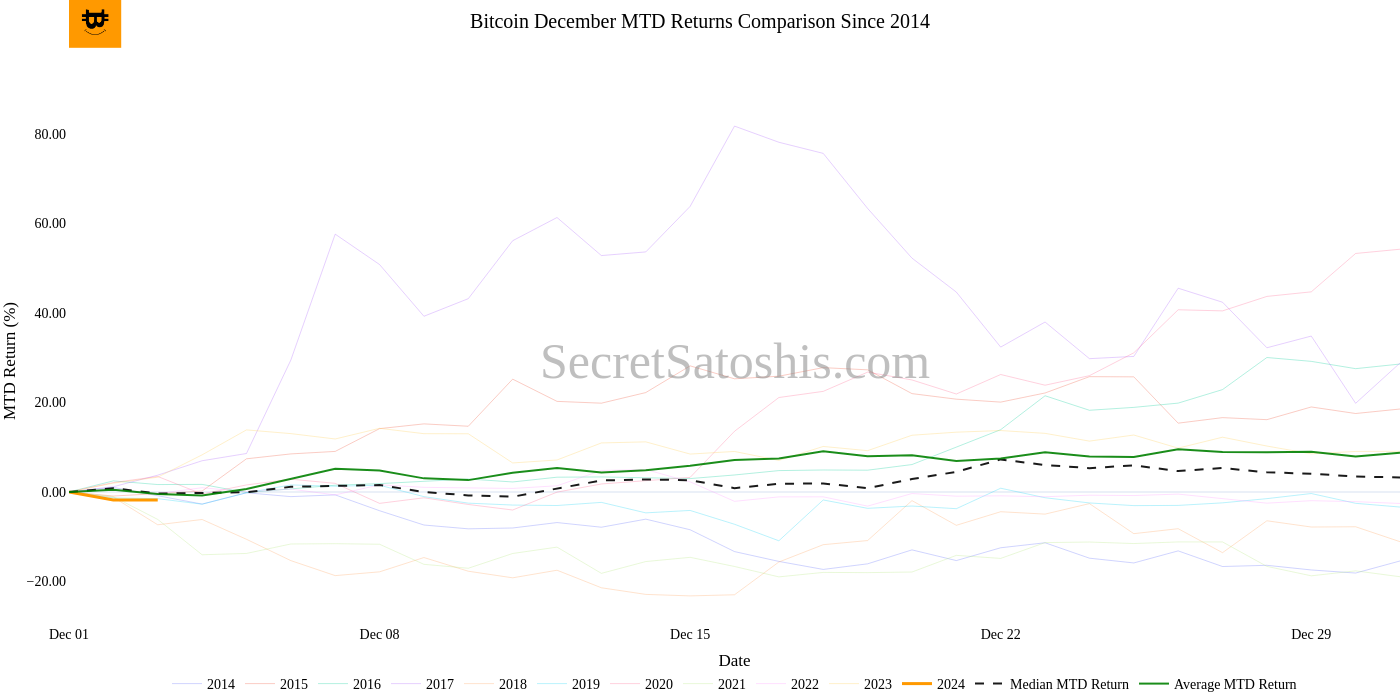 Bitcoin December MTD Returns Comparison Since 2014
80.00
60.00
40.00
20.00
0.00
−20.00
MTD Return (%)
SecretSatoshis.com
Dec 01
Dec 08
Dec 15
Dec 22
Dec 29
Date
2014 2015 2016 2017 2018 2019 2020 2021 2022 2023 2024 Median MTD Return Average MTD Return